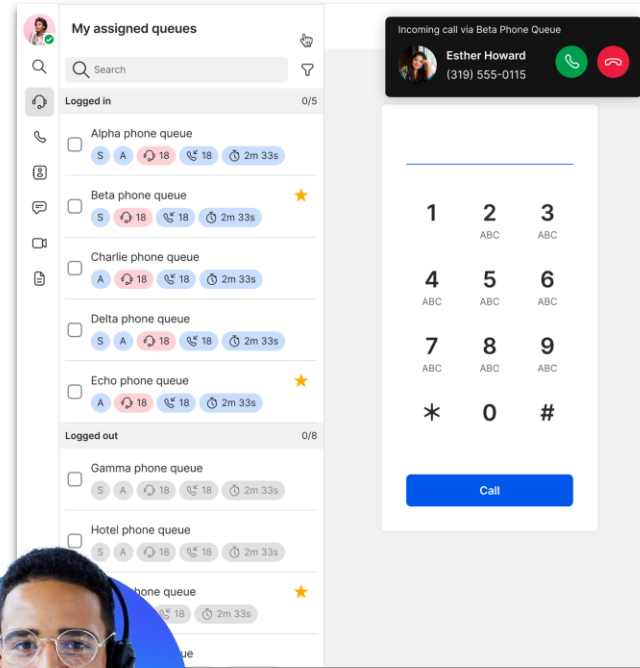 My assigned queues
Search
Logged in 0/5
Alpha phone queue
S A 18 18 2m 33s
Beta phone queue
S 18 18 2m 33s
Charlie phone queue
A 18 18 2m 33s
Delta phone queue
S A 18 18 2m 33s
Echo phone queue
A 18 18 2m 33s
Logged out 0/8
Gamma phone queue
S A 18 18 2m 33s
Hotel phone queue
S A 18 18 2m 33s
phone queue
18 2m 33s
Incoming call via Beta Phone Queue
Esther Howard
(319) 555-0115
1 2 3
ABC ABC
4 5 6
ABC ABC ABC
7 8 9
ABC ABC ABC
* 0 #
Call